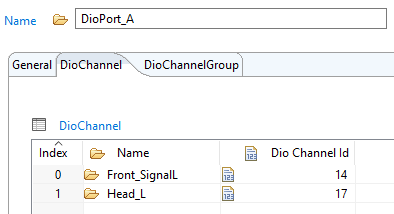 Name DioPort_A
General DioChannel DioChannelGroup
DioChannel
Index Name Dio Channel Id
0 Front_SignalL 14
1 Head_L 17